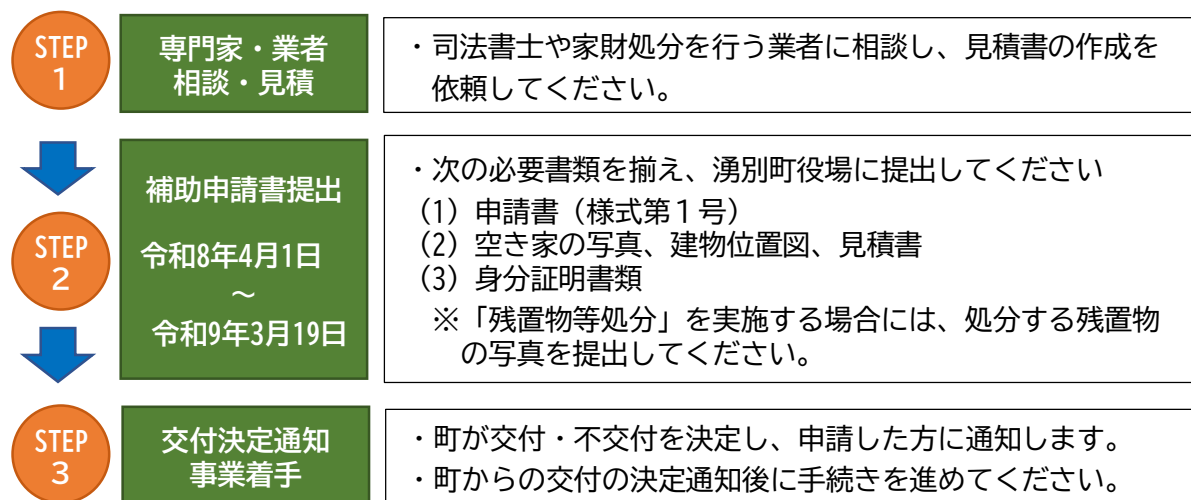 STEP
1
専門家・業者
相談・見積
・司法書士や家財処分を行う業者に相談し、見積書の作成を
依頼してください。
STEP
2
補助申請書提出
令和8年4月1日
~
令和9年3月19日
・次の必要書類を揃え、湧別町役場に提出してください
(1) 申請書（様式第１号）
(2) 空き家の写真、建物位置図、見積書
(3) 身分証明書類
※「残置物等処分」を実施する場合には、処分する残置物
の写真を提出してください。
STEP
3
交付決定通知
事業着手
・町が交付・不交付を決定し、申請した方に通知します。
・町からの交付の決定通知後に手続きを進めてください。